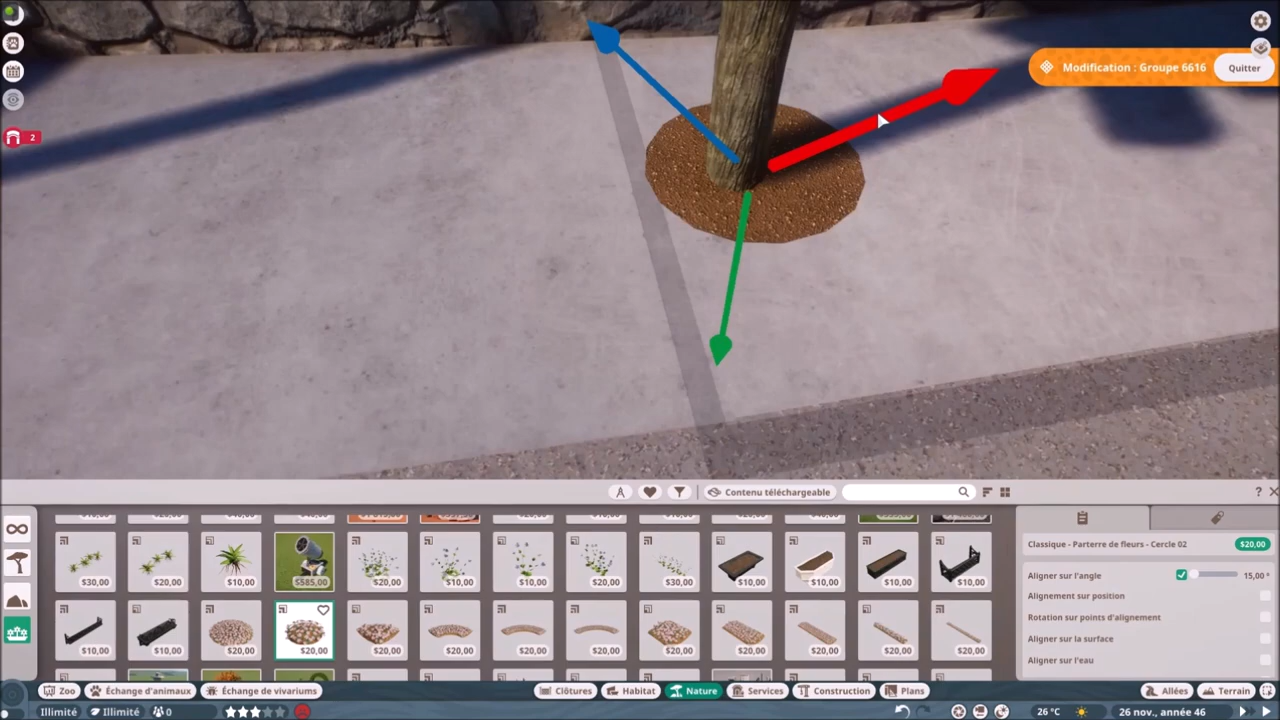 Modification : Groupe 6616
Quitter
2
Contenu téléchargeable
?
$30,00
$20,00
$10,00
$585,00
$20,00
$10,00
$10,00
$20,00
$30,00
$10,00
$10,00
$10,00
$10,00
$10,00
$10,00
$20,00
$20,00
$20,00
$20,00
$20,00
$20,00
$20,00
$20,00
$20,00
$20,00
$20,00
Classique - Parterre de fleurs - Cercle 02
$20,00
Aligner sur l'angle
15,00 °
Alignement sur position
Rotation sur points d'alignement
Aligner sur la surface
Aligner sur l'eau
Zoo
Échange d'animaux
Échange de vivariums
Clôtures
Habitat
Nature
Services
Construction
Plans
Allées
Terrain
Illimité
Illimité
0
26 °C
26 nov., année 46